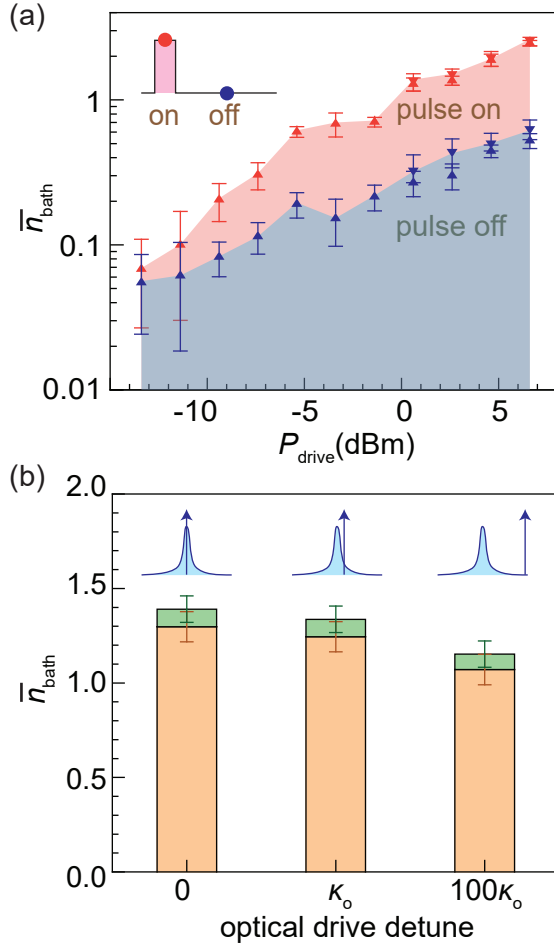 (a)
on
off
pulse on
pulse off
n̅bath
1
0.1
0.01
-10
-5
0
5
Pdrive(dBm)
(b)
n̅bath
2.0
1.5
1.0
0.5
0.0
0
κo
100κo
optical drive detune